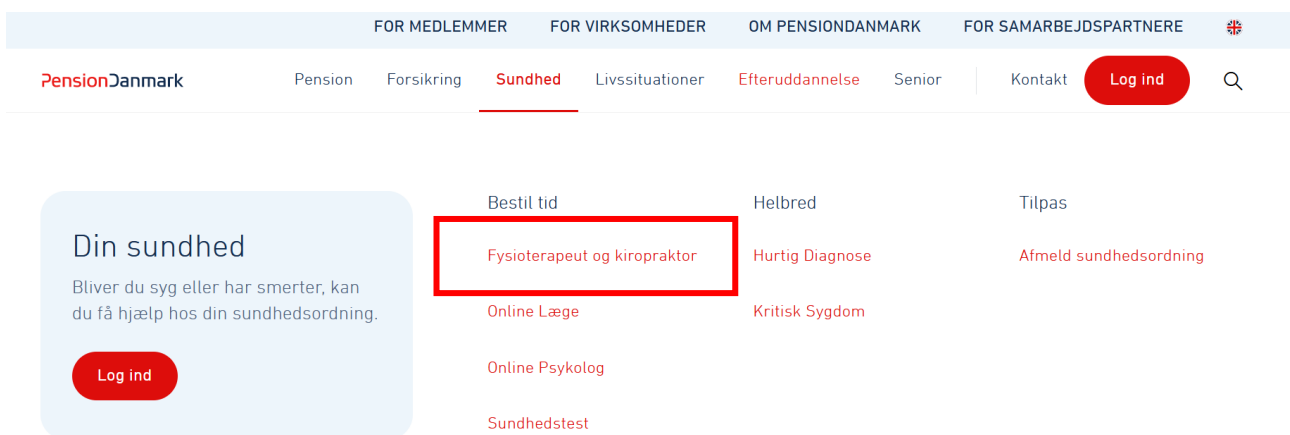 FOR MEDLEMMER FOR VIRKSOMHEDER OM PENSIONDANMARK FOR SAMARBEJDSPARTNERE
PensionDanmark Pension Forsikring Sundhed Livssituationer Efteruddannelse Senior Kontakt Log ind
Din sundhed
Bliver du syg eller har smerter, kan
du få hjælp hos din sundhedsordning.
Log ind
Bestil tid
Fysioterapeut og kiropraktor
Online Læge
Online Psykolog
Sundhedstest
Helbred
Hurtig Diagnose
Kritisk Sygdom
Tilpas
Afmeld sundhedsordning